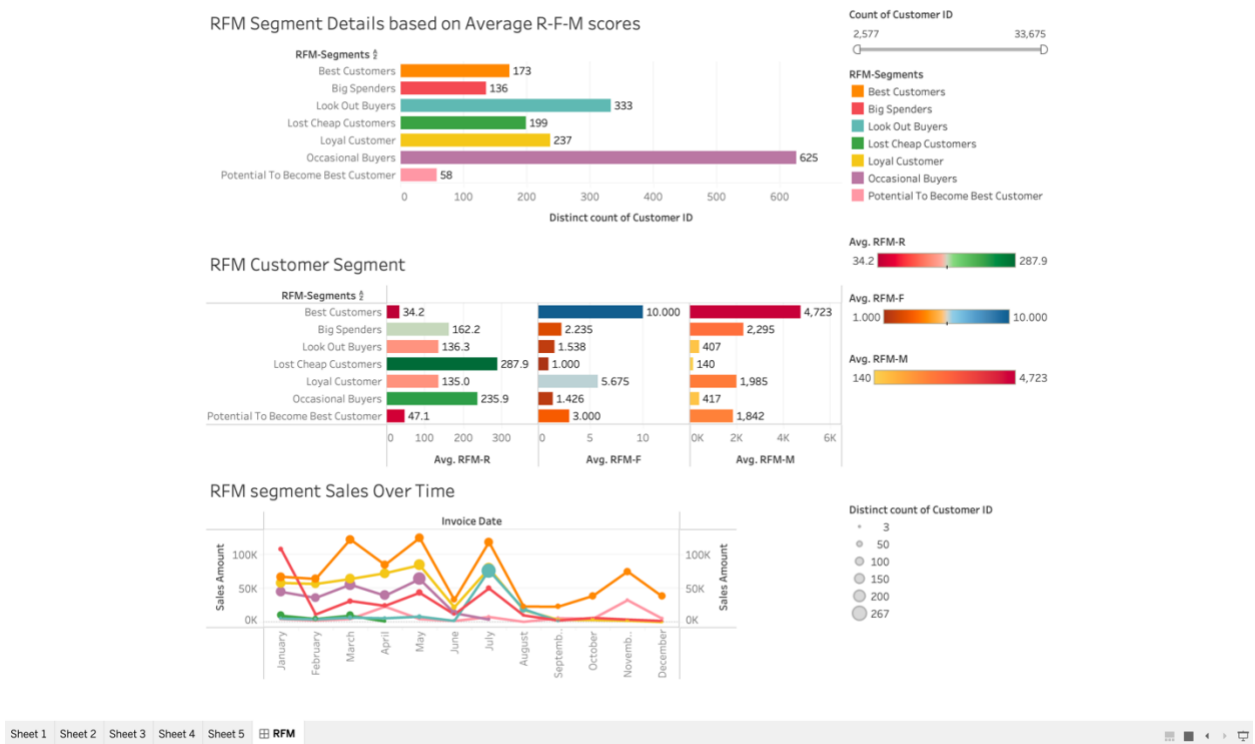 RFM Segment Details based on Average R-F-M scores
RFM-Segments
Best Customers 173
Big Spenders 136
Look Out Buyers 333
Lost Cheap Customers 199
Loyal Customer 237
Occasional Buyers 625
Potential To Become Best Customer 58
0 100 200 300 400 500 600
Distinct count of Customer ID
Count of Customer ID
2,577 33,675
RFM-Segments
Best Customers
Big Spenders
Look Out Buyers
Lost Cheap Customers
Loyal Customer
Occasional Buyers
Potential To Become Best Customer
Avg. RFM-R
34.2 287.9
Avg. RFM-F
1.000 10.000
Avg. RFM-M
140 4,723
RFM Customer Segment
RFM-Segments
Best Customers 34.2 10.000 4,723
Big Spenders 162.2 2.235 2,295
Look Out Buyers 136.3 1.538 407
Lost Cheap Customers 287.9 1.000 140
Loyal Customer 135.0 5.675 1,985
Occasional Buyers 235.9 1.426 417
Potential To Become Best Customer 47.1 3.000 1,842
0 100 200 300 0 5 10 0K 2K 4K 6K
Avg. RFM-R Avg. RFM-F Avg. RFM-M
RFM segment Sales Over Time
Invoice Date
Sales Amount
100K
50K
0K
100K
50K
0K
Sales Amount
January February March April May June July August Septemb.. October Novemb.. December
Distinct count of Customer ID
3
50
100
150
200
267
Sheet 1 Sheet 2 Sheet 3 Sheet 4 Sheet 5 RFM